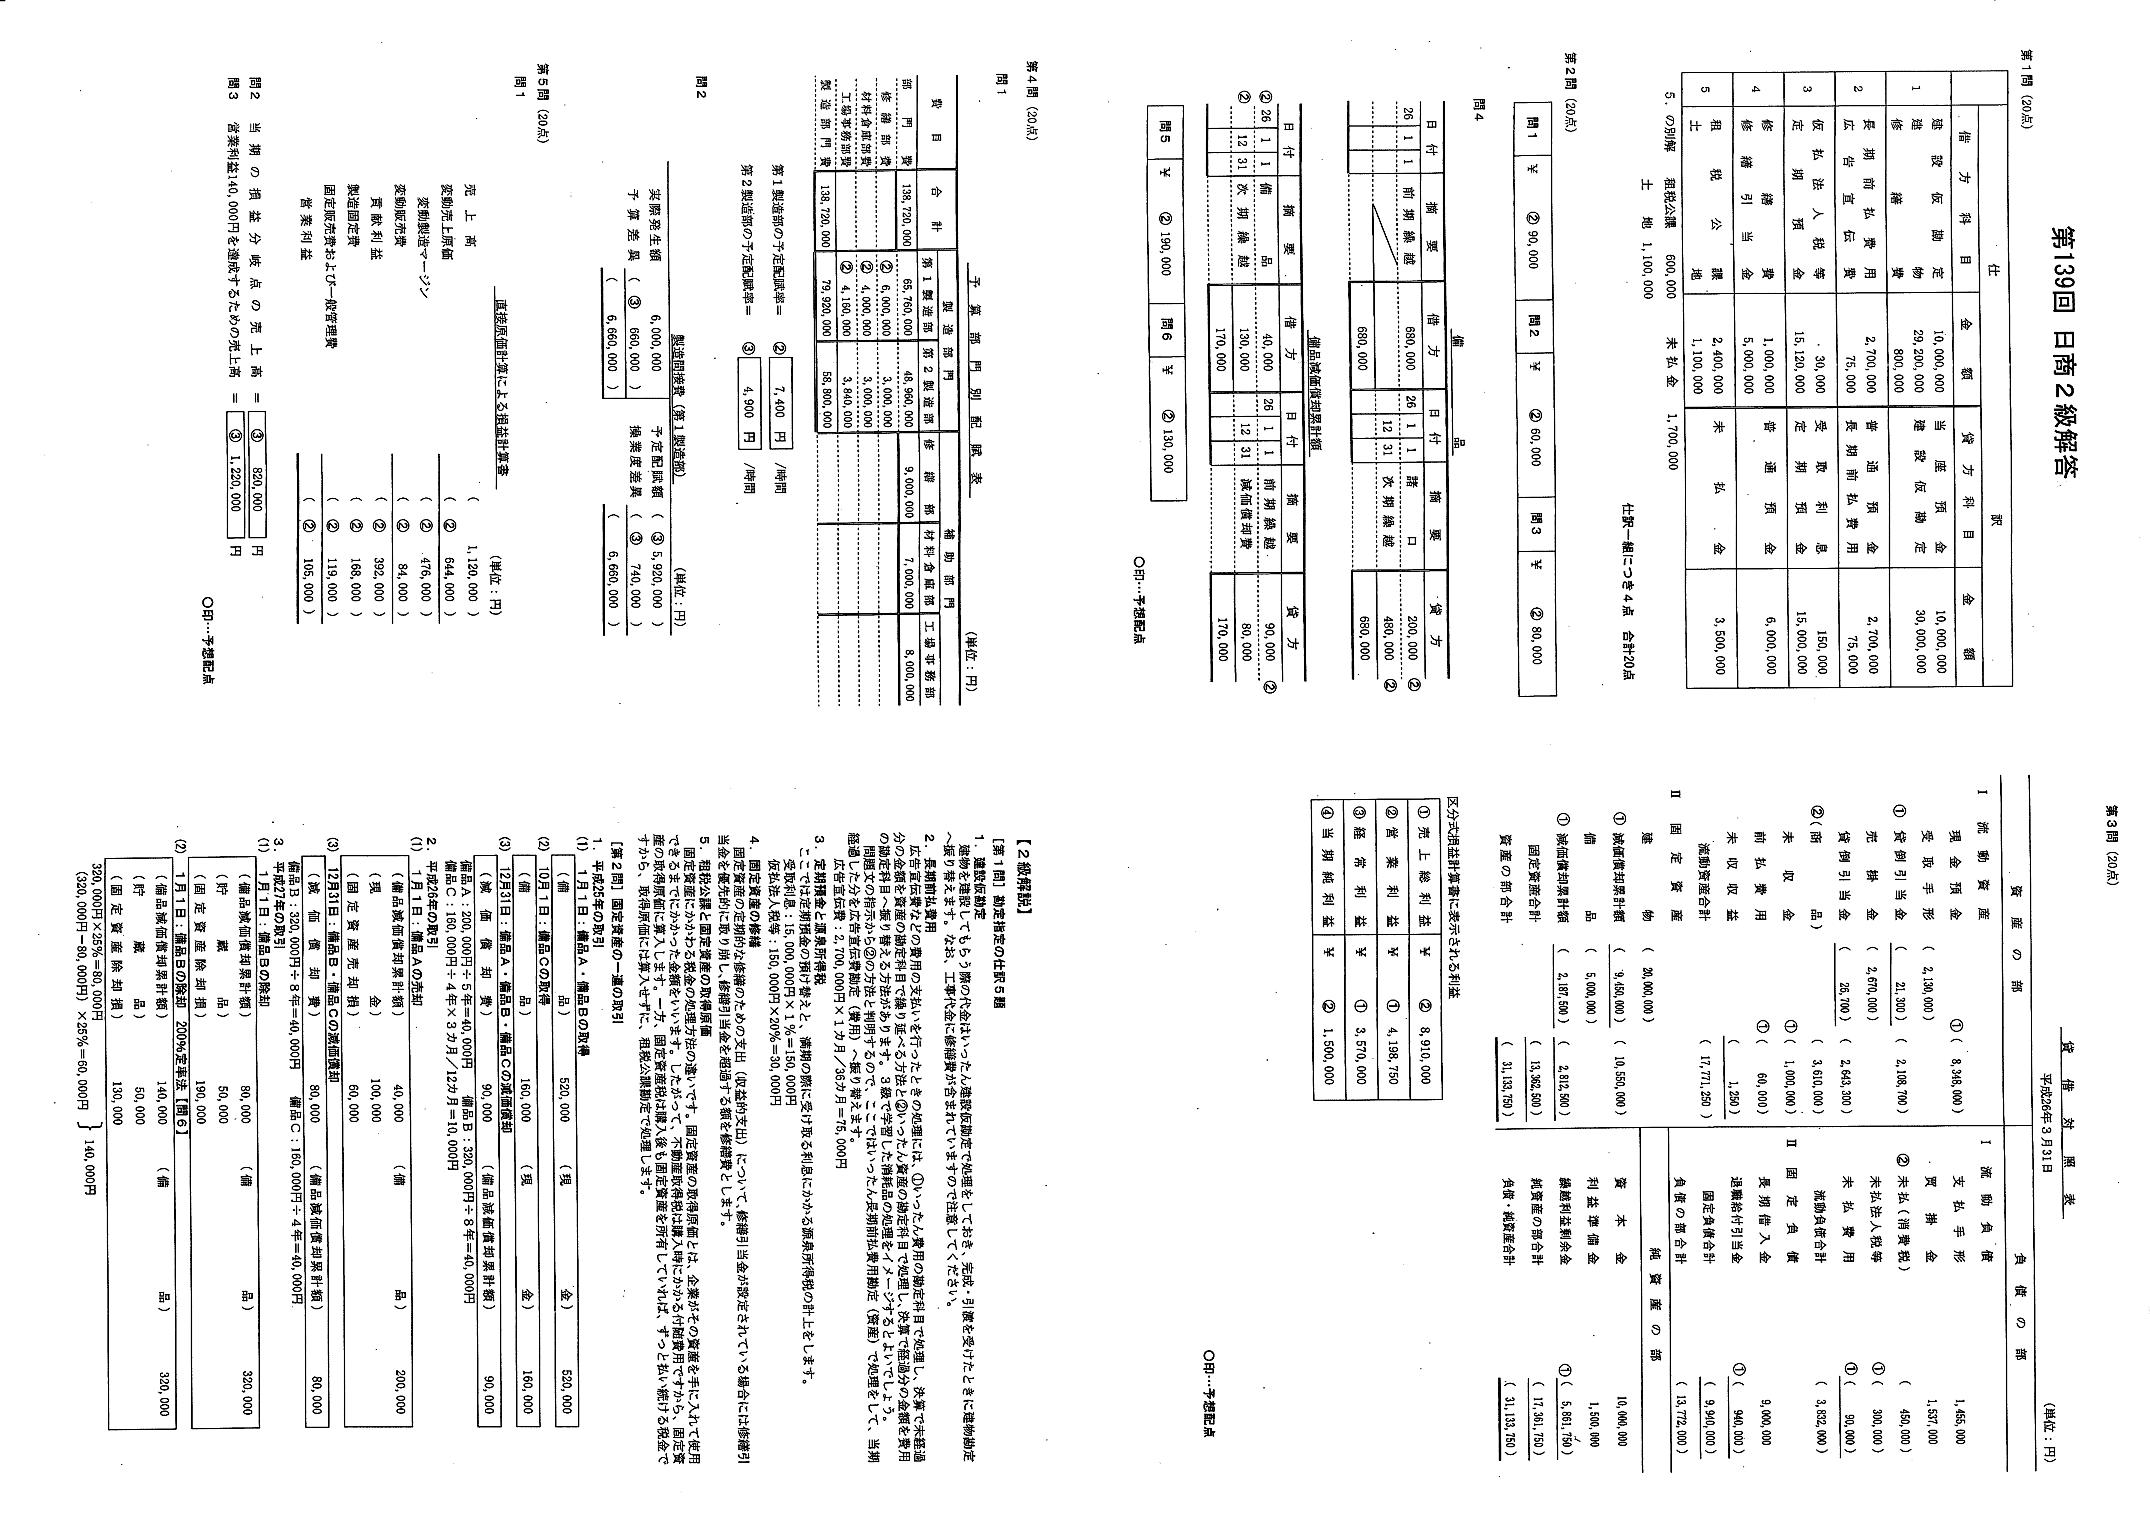 第139回 日商２級解答
第１問（20点）
仕　訳
借方科目　金額　貸方科目　金額
1　建設仮勘定　10,000,000　当座預金　10,000,000
建物　29,200,000　建設仮勘定　30,000,000
修繕費　800,000
2　長期前払費用　2,700,000　普通預金　2,700,000
広告宣伝費　75,000　長期前払費用　75,000
3　仮払法人税等　30,000　受取利息　150,000
定期預金　15,120,000　定期預金　15,000,000
4　修繕費　1,000,000　普通預金　6,000,000
修繕引当金　5,000,000
5　租税公課　2,400,000　未払金　3,500,000
土地　1,100,000
5．の別解　租税公課　600,000　未払金　1,700,000
土地　1,100,000
仕訳一組につき４点　合計20点
第２問（20点）
問１　￥　②90,000　問２　￥　②60,000　問３　￥　②80,000
問４
備　品
日付　摘要　借方　日付　摘要　貸方
26 1 1　前期繰越　680,000　26 1 1　諸口　200,000 ②
12 31　次期繰越　480,000 ②
680,000　680,000
備品減価償却累計額
日付　摘要　借方　日付　摘要　貸方
② 26 1 1　備品　40,000　26 1 1　前期繰越　90,000 ②
② 12 31　次期繰越　130,000　12 31　減価償却費　80,000
170,000　170,000
問５　￥　②190,000　問６　￥　②130,000
○印…予想配点
第４問（20点）
問１
予算部門別配賦表
（単位：円）
費目　合計　製造部門　補助部門
第１製造部　第２製造部　修繕部　材料倉庫部　工場事務部
部門費　138,720,000　65,760,000　48,960,000　9,000,000　7,000,000　8,000,000
修繕部費　②6,000,000　3,000,000
材料倉庫部費　②4,000,000　3,000,000
工場事務部費　②4,160,000　3,840,000
製造部門費　138,720,000　79,920,000　58,800,000
第１製造部の予定配賦率＝　②　7,400　円　/時間
第２製造部の予定配賦率＝　③　4,900　円　/時間
問２
製造間接費（第１製造部）
（単位：円）
実際発生額　6,000,000　予定配賦額　（③5,920,000）
予算差異　（③660,000）　操業度差異　（③740,000）
（6,660,000）　（6,660,000）
第５問（20点）
問１
直接原価計算による損益計算書
（単位：円）
売上高　（1,120,000）
変動売上原価　（②644,000）
変動製造マージン　（②476,000）
変動販売費　（②84,000）
貢献利益　（②392,000）
製造固定費　（②168,000）
固定販売費および一般管理費　（②119,000）
営業利益　（②105,000）
問２　当期の損益分岐点の売上高　＝　③　820,000　円
問３　営業利益140,000円を達成するための売上高　＝　③　1,220,000　円
○印…予想配点
第３問（20点）
貸借対照表
平成26年３月31日
（単位：円）
資産の部　負債の部
Ⅰ　流動資産　Ⅰ　流動負債
現金預金　①（8,348,000）　支払手形　1,455,000
受取手形　（2,130,000）　買掛金　1,537,000
①貸倒引当金　（21,300）（2,108,700）　②未払（消費税）　（450,000）
売掛金　（2,670,000）　未払法人税等　①（300,000）
貸倒引当金　（26,700）（2,643,300）　未払費用　①（90,000）
②（商品）　（3,610,000）　流動負債合計　（3,832,000）
未収金　①（1,000,000）　Ⅱ　固定負債
前払費用　①（60,000）　長期借入金　9,000,000
未収収益　（1,250）　退職給付引当金　①（940,000）
流動資産合計　（17,771,250）　固定負債合計　（9,940,000）
Ⅱ　固定資産　負債の部合計　（13,772,000）
建物　（20,000,000）　純資産の部
①減価償却累計額　（9,450,000）（10,550,000）　資本金　10,000,000
備品　（5,000,000）　利益準備金　1,500,000
①減価償却累計額　（2,187,500）（2,812,500）　繰越利益剰余金　①（5,861,750）
固定資産合計　（13,362,500）　純資産の部合計　（17,361,750）
資産の部合計　（31,133,750）　負債・純資産合計　（31,133,750）
区分式損益計算書に表示される利益
①売上総利益　￥　②8,910,000
②営業利益　￥　①4,198,750
③経常利益　￥　①3,570,000
④当期純利益　￥　②1,500,000
○印…予想配点
【２級解説】
［第１問］勘定指定の仕訳５題
1．建設仮勘定
建物を建設してもらう際の代金はいったん建設仮勘定で処理をしておき、完成・引渡を受けたときに建物勘定
へ振り替えます。なお、工事代金に修繕費が含まれていますので注意してください。
2．長期前払費用
広告宣伝費などの費用の支払いを行ったときの処理には、①いったん費用の勘定科目で処理し、決算で未経過
分の金額を資産の勘定科目で繰り延べる方法と②いったん資産の勘定科目で処理し、決算で経過分の金額を費用
の勘定科目へ振り替える方法があります。３級で学習した消耗品の処理をイメージするとよいでしょう。
問題文の指示から②の方法と判明するので、ここではいったん長期前払費用勘定（資産）で処理をして、当期
経過した分を広告宣伝費勘定（費用）へ振り替えます。
広告宣伝費：2,700,000円×１カ月／36カ月＝75,000円
3．定期預金と源泉所得税
ここでは定期預金の預け替えと、満期の際に受け取る利息にかかる源泉所得税の計上をします。
受取利息：15,000,000円×１％＝150,000円
仮払法人税等：150,000円×20％＝30,000円
4．固定資産の修繕
固定資産の定期的な修繕のための支出（収益的支出）について、修繕引当金が設定されている場合には修繕引
当金を優先的に取り崩し、修繕引当金を超過する額を修繕費とします。
5．租税公課と固定資産の取得原価
固定資産にかかわる税金の処理方法の違いです。固定資産の取得原価とは、企業がその資産を手に入れて使用
できるまでにかかった金額をいいます。したがって、不動産取得税は購入時にかかる付随費用ですから、固定資
産の取得原価に算入します。一方、固定資産税は購入後も固定資産を所有していれば、ずっと払い続ける税金で
すから、取得原価には算入せずに、租税公課勘定で処理します。
［第２問］固定資産の一連の取引
1．平成25年の取引
(1)　１月１日：備品Ａ・備品Ｂの取得
（備品）　520,000　（現金）　520,000
(2)　10月１日：備品Ｃの取得
（備品）　160,000　（現金）　160,000
(3)　12月31日：備品Ａ・備品Ｂ・備品Ｃの減価償却
（減価償却費）　90,000　（備品減価償却累計額）　90,000
備品Ａ：200,000円÷５年＝40,000円　備品Ｂ：320,000円÷８年＝40,000円
備品Ｃ：160,000円÷４年×３カ月／12カ月＝10,000円
2．平成26年の取引
(1)　１月１日：備品Ａの売却
（備品減価償却累計額）　40,000　（備品）　200,000
（現金）　100,000
（固定資産売却損）　60,000
(3)　12月31日：備品Ｂ・備品Ｃの減価償却
（減価償却費）　80,000　（備品減価償却累計額）　80,000
備品Ｂ：320,000円÷８年＝40,000円　備品Ｃ：160,000円÷４年＝40,000円
3．平成27年の取引
(1)　１月１日：備品Ｂの除却
（備品減価償却累計額）　80,000　（備品）　320,000
（貯蔵品）　50,000
（固定資産除却損）　190,000
(2)　１月１日：備品Ｂの除却　200％定率法【問６】
（備品減価償却累計額）　140,000　（備品）　320,000
（貯蔵品）　50,000
（固定資産除却損）　130,000
320,000円×25％＝80,000円
（320,000円－80,000円）×25％＝60,000円　｝140,000円